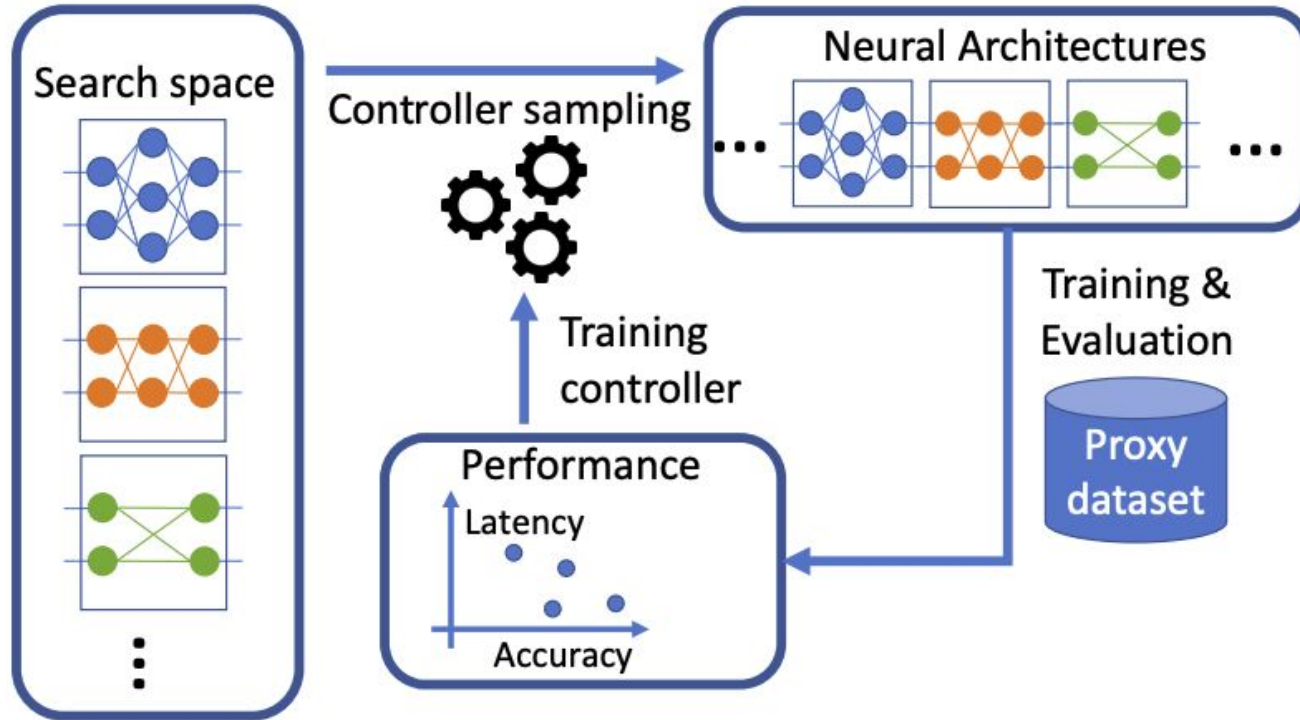 Search space
Controller sampling
Neural Architectures
Training &
Evaluation
Proxy
dataset
Training
controller
Performance
Latency
Accuracy